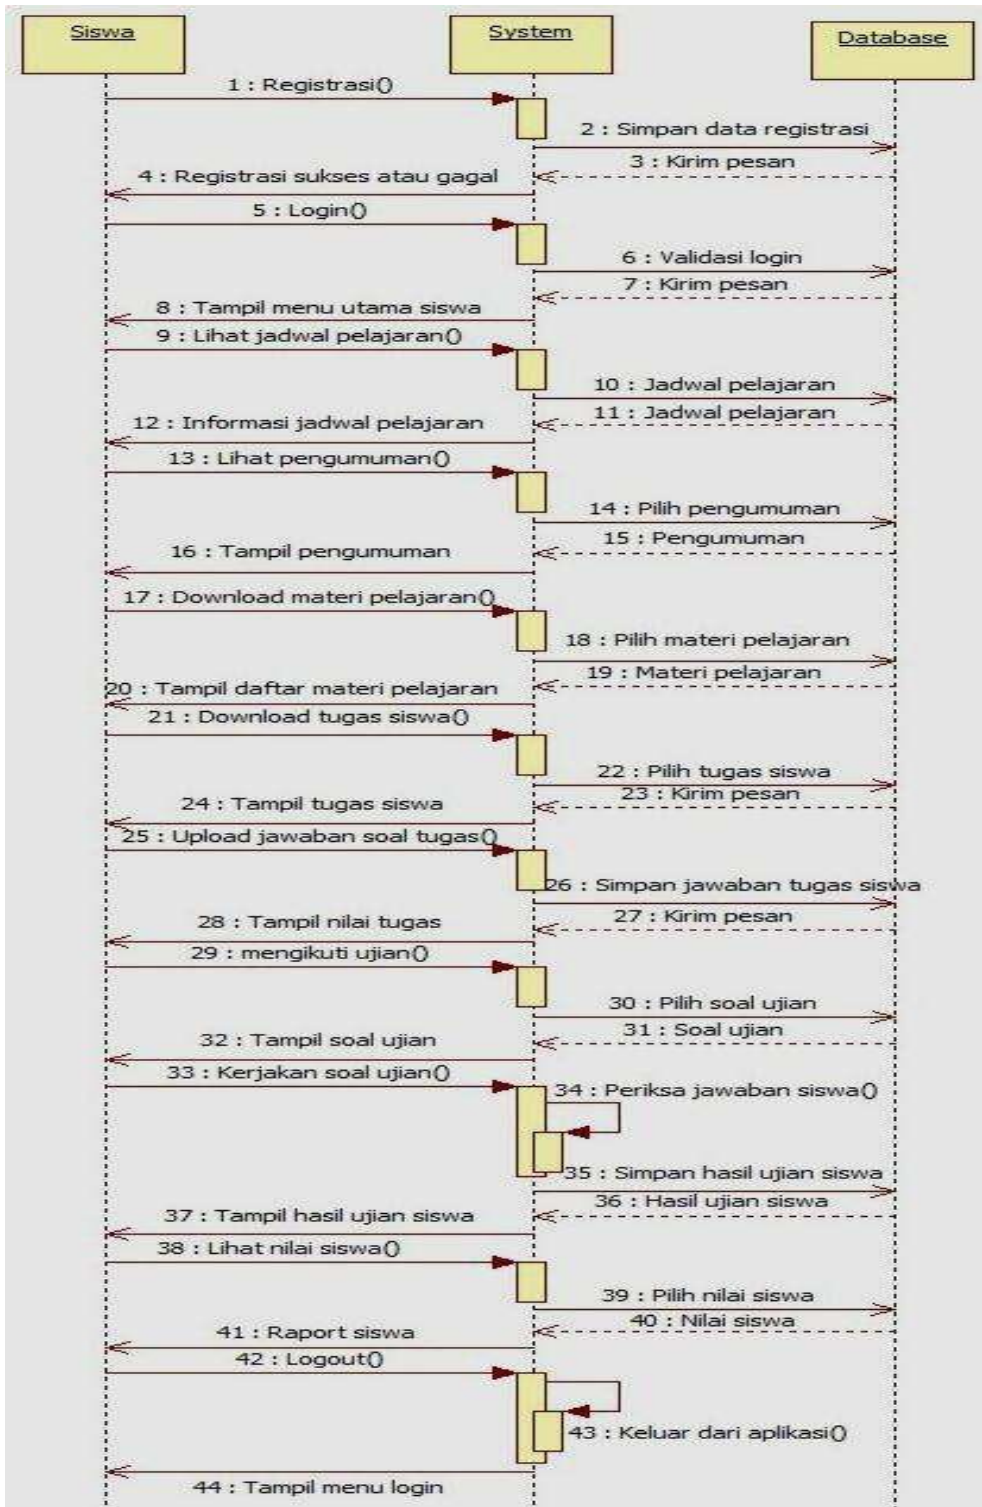 Siswa
System
Database
1 : Registrasi()
2 : Simpan data registrasi
3 : Kirim pesan
4 : Registrasi sukses atau gagal
5 : Login()
6 : Validasi login
7 : Kirim pesan
8 : Tampil menu utama siswa
9 : Lihat jadwal pelajaran()
10 : Jadwal pelajaran
11 : Jadwal pelajaran
12 : Informasi jadwal pelajaran
13 : Lihat pengumuman()
14 : Pilih pengumuman
15 : Pengumuman
16 : Tampil pengumuman
17 : Download materi pelajaran()
18 : Pilih materi pelajaran
19 : Materi pelajaran
20 : Tampil daftar materi pelajaran
21 : Download tugas siswa()
22 : Pilih tugas siswa
23 : Kirim pesan
24 : Tampil tugas siswa
25 : Upload jawaban soal tugas()
26 : Simpan jawaban tugas siswa
27 : Kirim pesan
28 : Tampil nilai tugas
29 : mengikuti ujian()
30 : Pilih soal ujian
31 : Soal ujian
32 : Tampil soal ujian
33 : Kerjakan soal ujian()
34 : Periksa jawaban siswa()
35 : Simpan hasil ujian siswa
36 : Hasil ujian siswa
37 : Tampil hasil ujian siswa
38 : Lihat nilai siswa()
39 : Pilih nilai siswa
40 : Nilai siswa
41 : Raport siswa
42 : Logout()
43 : Keluar dari aplikasi()
44 : Tampil menu login